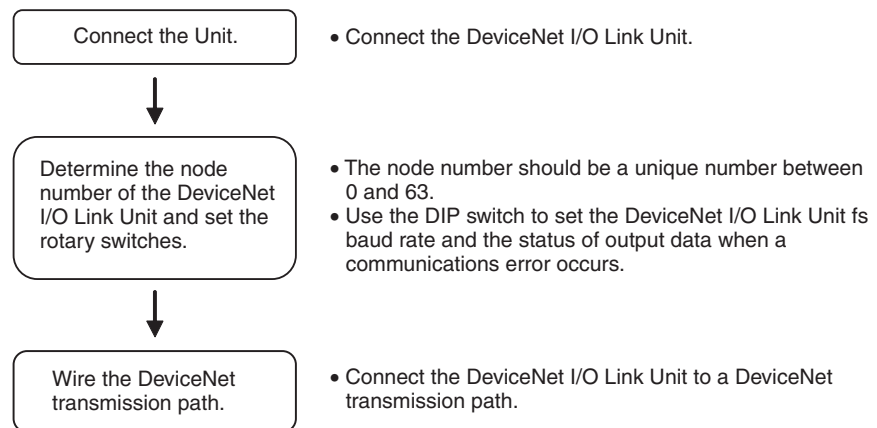 Connect the Unit.
• Connect the DeviceNet I/O Link Unit.
Determine the node
number of the DeviceNet
I/O Link Unit and set the
rotary switches.
• The node number should be a unique number between
0 and 63.
• Use the DIP switch to set the DeviceNet I/O Link Unit fs
baud rate and the status of output data when a
communications error occurs.
Wire the DeviceNet
transmission path.
• Connect the DeviceNet I/O Link Unit to a DeviceNet
transmission path.